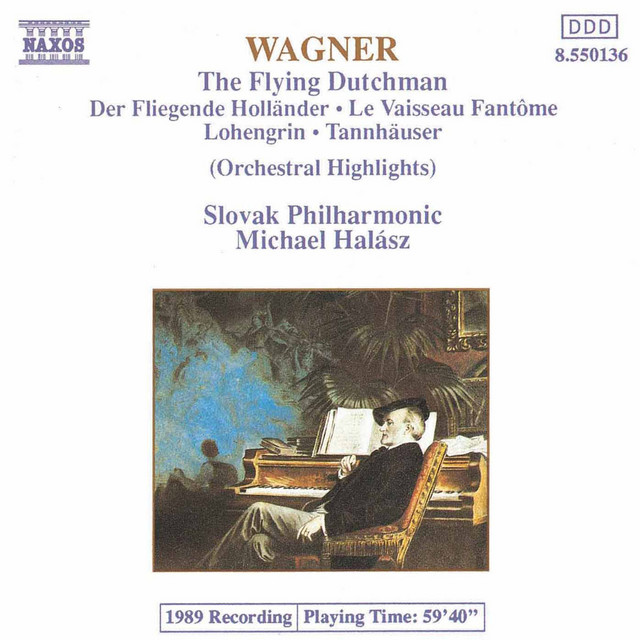 NAXOS
DDD
8.550136
WAGNER
The Flying Dutchman
Der Fliegende Holländer • Le Vaisseau Fantôme
Lohengrin • Tannhäuser
(Orchestral Highlights)
Slovak Philharmonic
Michael Halász
1989 Recording Playing Time: 59'40"